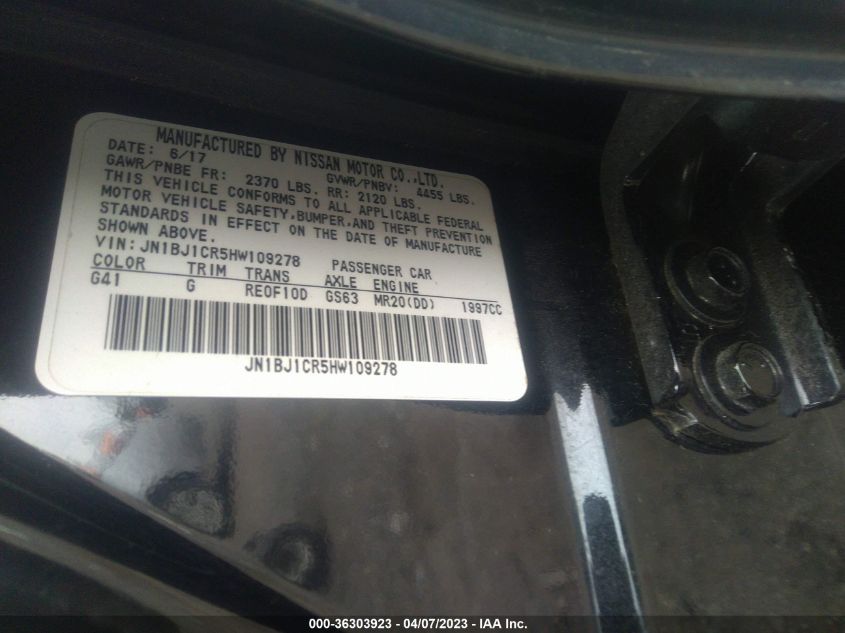 MANUFACTURED BY NISSAN MOTOR CO.,LTD.
DATE: 6/17 GVWR/PNBV: 4455 LBS.
GAWR/PNBE FR: 2370 LBS. RR: 2120 LBS.
THIS VEHICLE CONFORMS TO ALL APPLICABLE FEDERAL
MOTOR VEHICLE SAFETY,BUMPER,AND THEFT PREVENTION
STANDARDS IN EFFECT ON THE DATE OF MANUFACTURE
SHOWN ABOVE.
VIN: JN1BJ1CR5HW109278 PASSENGER CAR
COLOR TRIM TRANS AXLE ENGINE
G41 G RE0F10D GS63 MR20(DD) 1997CC
JN1BJ1CR5HW109278
000-36303923 - 04/07/2023 - IAA Inc.